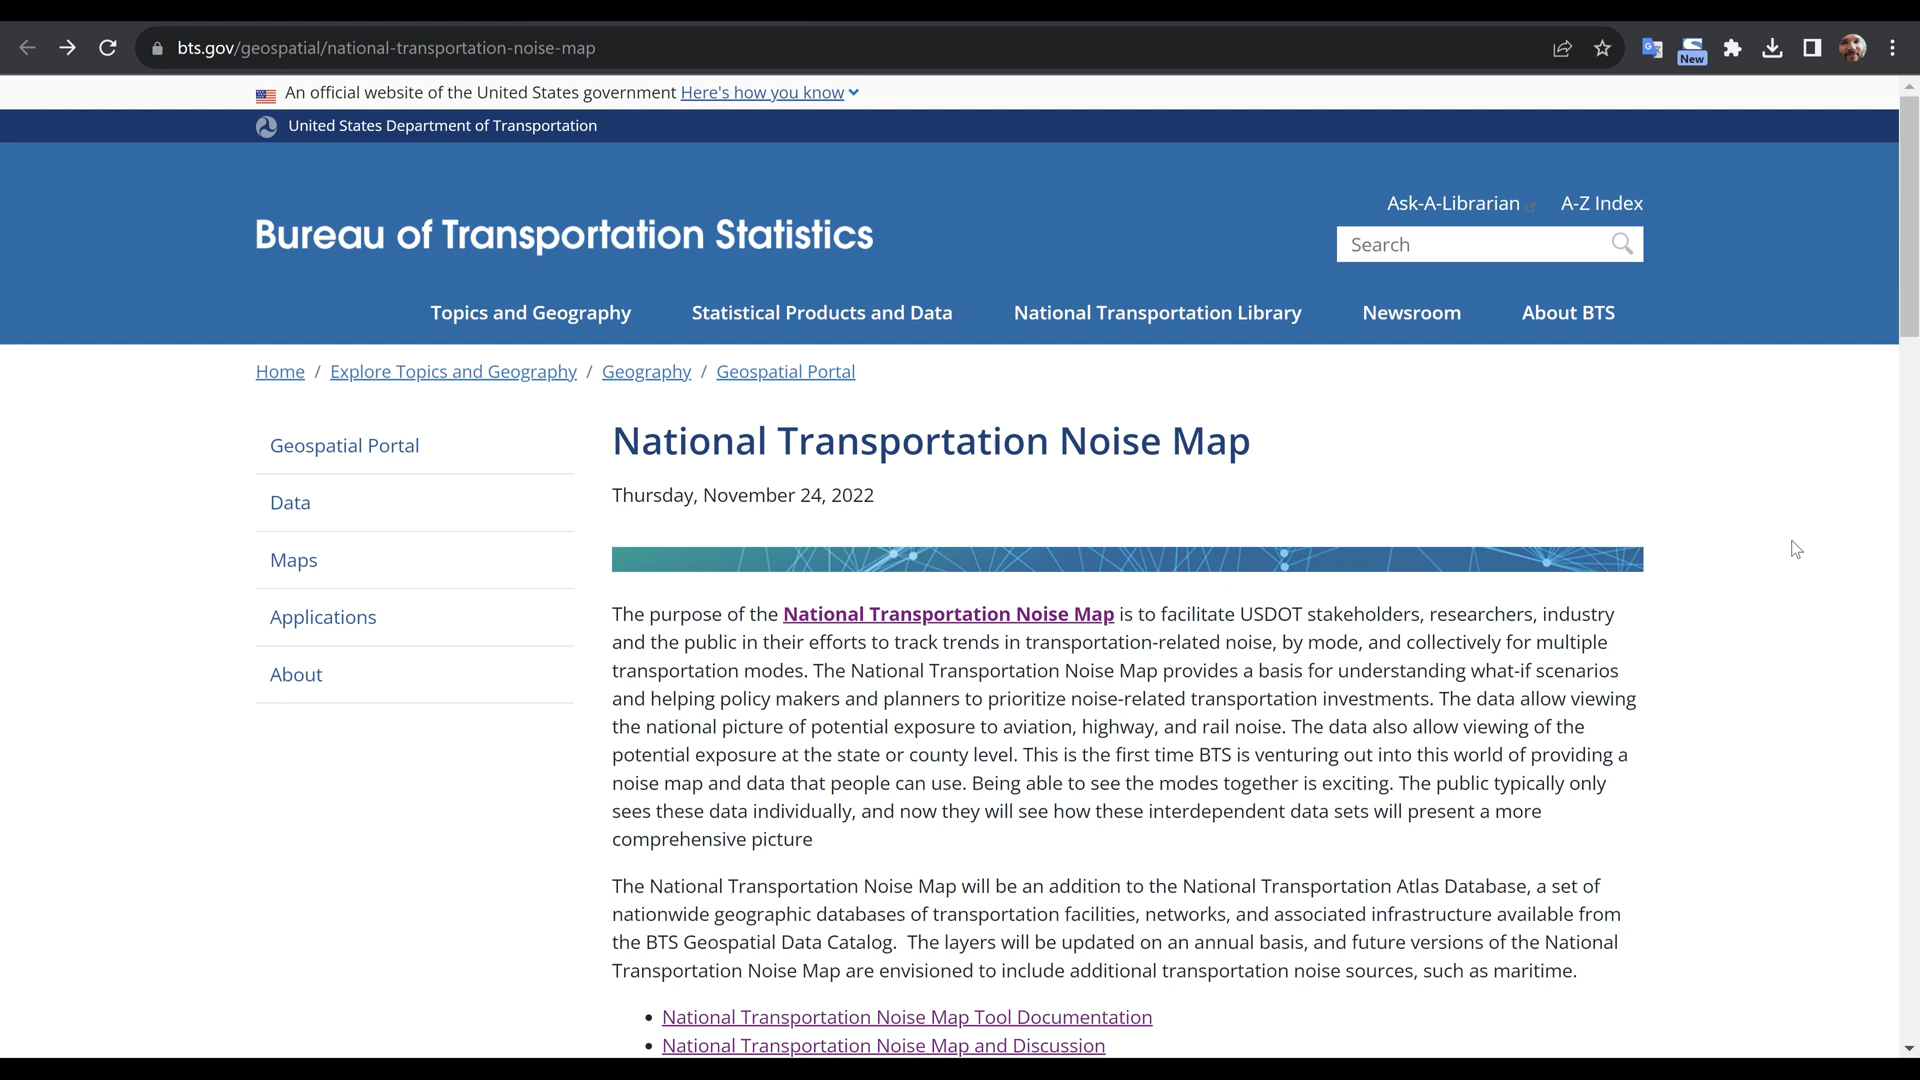 bts.gov/geospatial/national-transportation-noise-map
New
An official website of the United States government Here's how you know
United States Department of Transportation
Ask-A-Librarian A-Z Index
Bureau of Transportation Statistics
Search
Topics and Geography Statistical Products and Data National Transportation Library Newsroom About BTS
Home / Explore Topics and Geography / Geography / Geospatial Portal
Geospatial Portal
Data
Maps
Applications
About
National Transportation Noise Map
Thursday, November 24, 2022
The purpose of the National Transportation Noise Map is to facilitate USDOT stakeholders, researchers, industry
and the public in their efforts to track trends in transportation-related noise, by mode, and collectively for multiple
transportation modes. The National Transportation Noise Map provides a basis for understanding what-if scenarios
and helping policy makers and planners to prioritize noise-related transportation investments. The data allow viewing
the national picture of potential exposure to aviation, highway, and rail noise. The data also allow viewing of the
potential exposure at the state or county level. This is the first time BTS is venturing out into this world of providing a
noise map and data that people can use. Being able to see the modes together is exciting. The public typically only
sees these data individually, and now they will see how these interdependent data sets will present a more
comprehensive picture
The National Transportation Noise Map will be an addition to the National Transportation Atlas Database, a set of
nationwide geographic databases of transportation facilities, networks, and associated infrastructure available from
the BTS Geospatial Data Catalog. The layers will be updated on an annual basis, and future versions of the National
Transportation Noise Map are envisioned to include additional transportation noise sources, such as maritime.
• National Transportation Noise Map Tool Documentation
• National Transportation Noise Map and Discussion